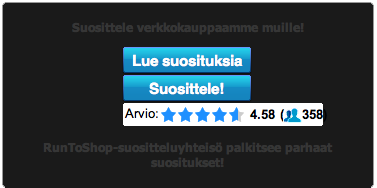 Suosittele verkkokauppaamme muille!
Lue suosituksia
Suosittele!
Arvio: 4.58 (358)
RunToShop-suositteluyhteisö palkitsee parhaat
suositukset!